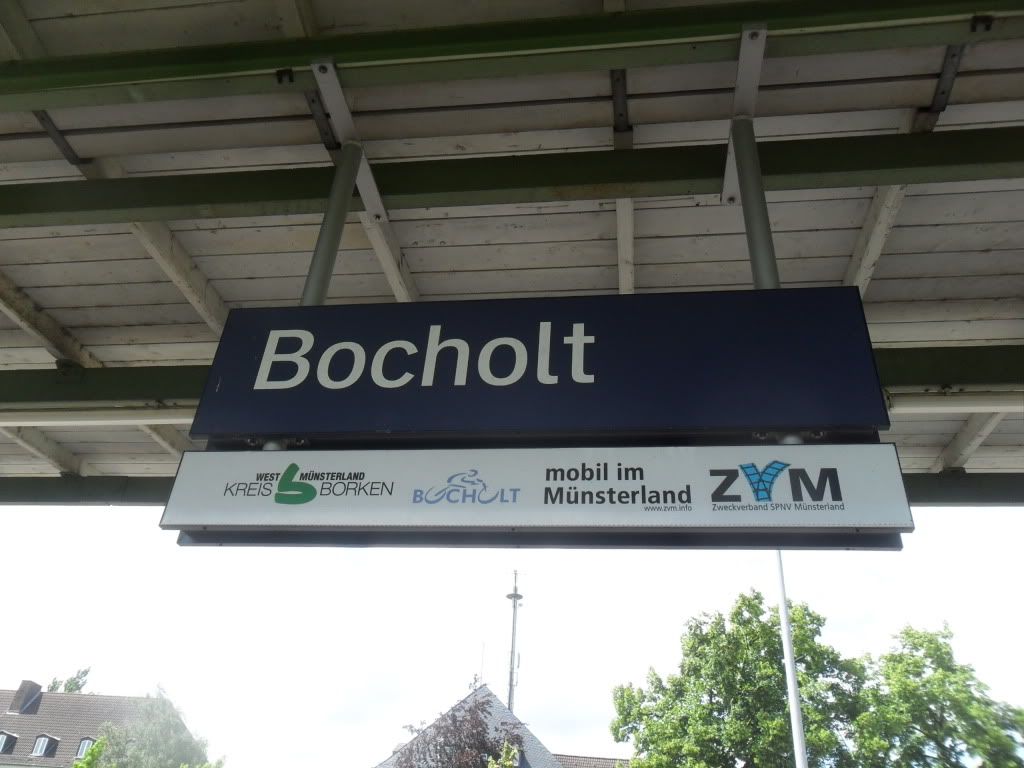 Bocholt
WEST MÜNSTERLAND
KREIS BORKEN
BOCHOLT
mobil im
Münsterland
www.zvm.info
ZVM
Zweckverband SPNV Münsterland